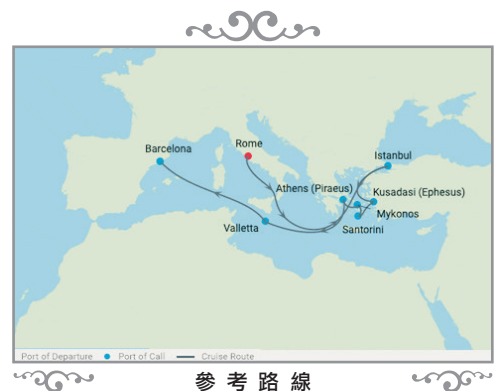 Barcelona
Rome
Istanbul
Athens (Piraeus)
Kusadasi (Ephesus)
Mykonos
Valletta
Santorini
Port of Departure Port of Call Cruise Route
參考路線